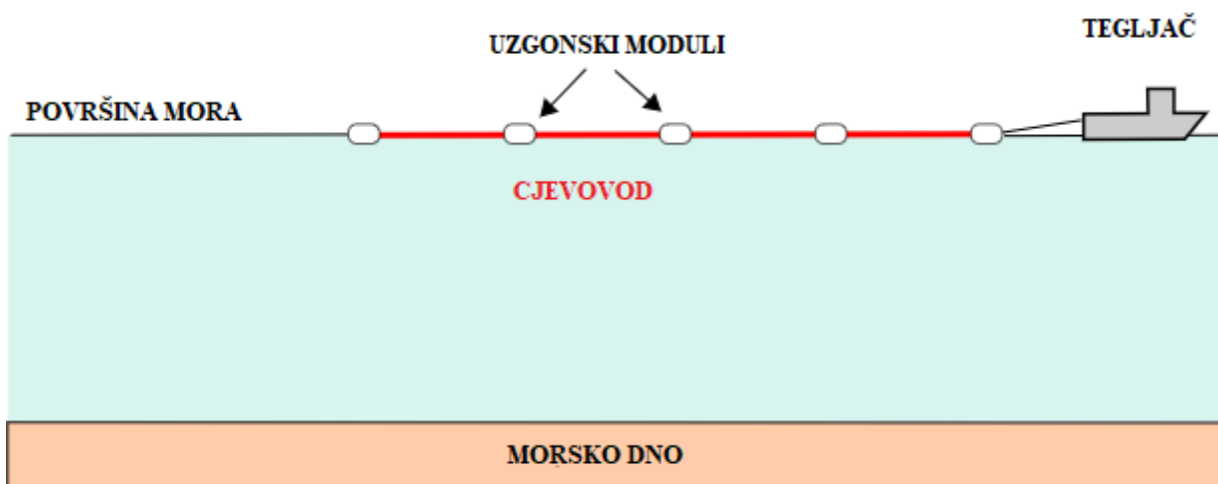 TEGLJAČ
UZGONSKI MODULI
POVRŠINA MORA
CJEVOVOD
MORSKO DNO